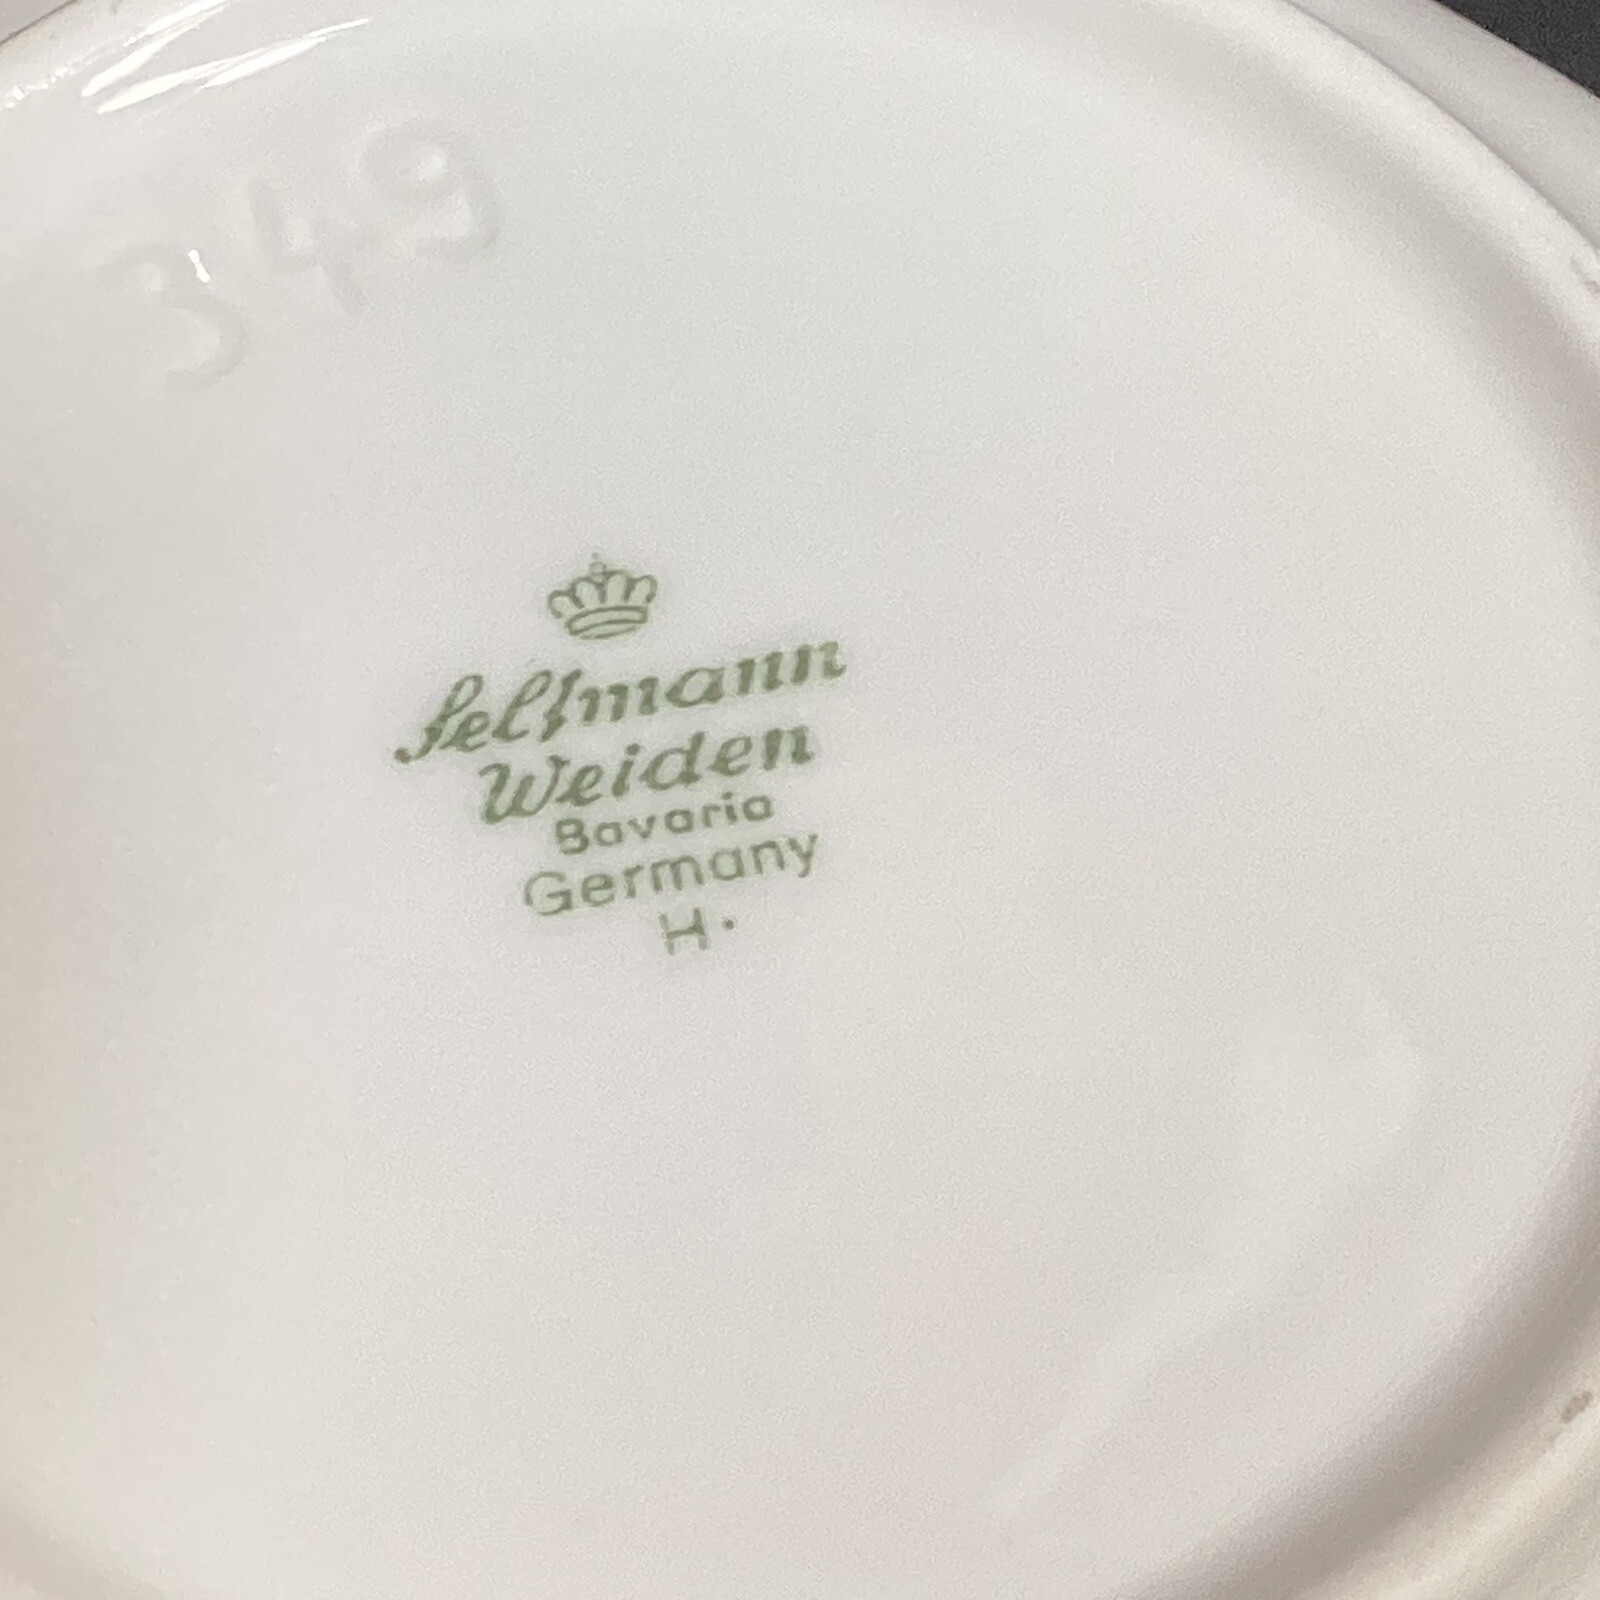 349
Seltmann
Weiden
Bavaria
Germany
H.